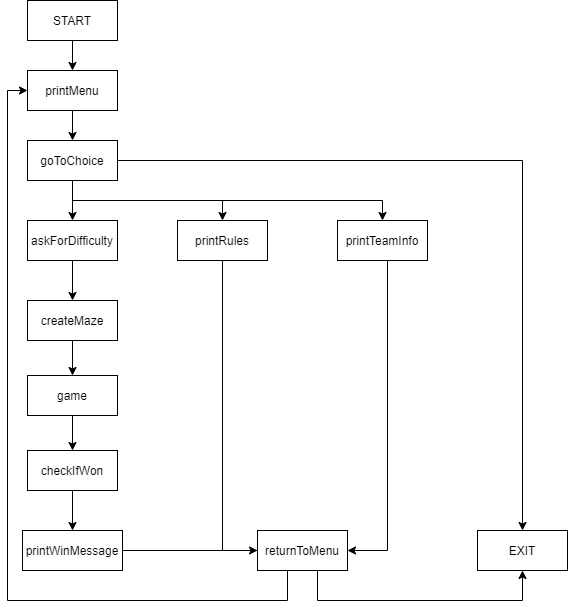 START
printMenu
goToChoice
askForDifficulty
printRules
printTeamInfo
createMaze
game
checkIfWon
printWinMessage
returnToMenu
EXIT